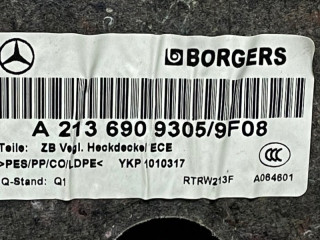 BORGERS
A 213 690 9305/9F08
Teile: ZB Vegl. Heckdeckel ECE
>PES/PP/CO/LDPE< YKP 1010317
Q-Stand: Q1 RTRW213F A064601